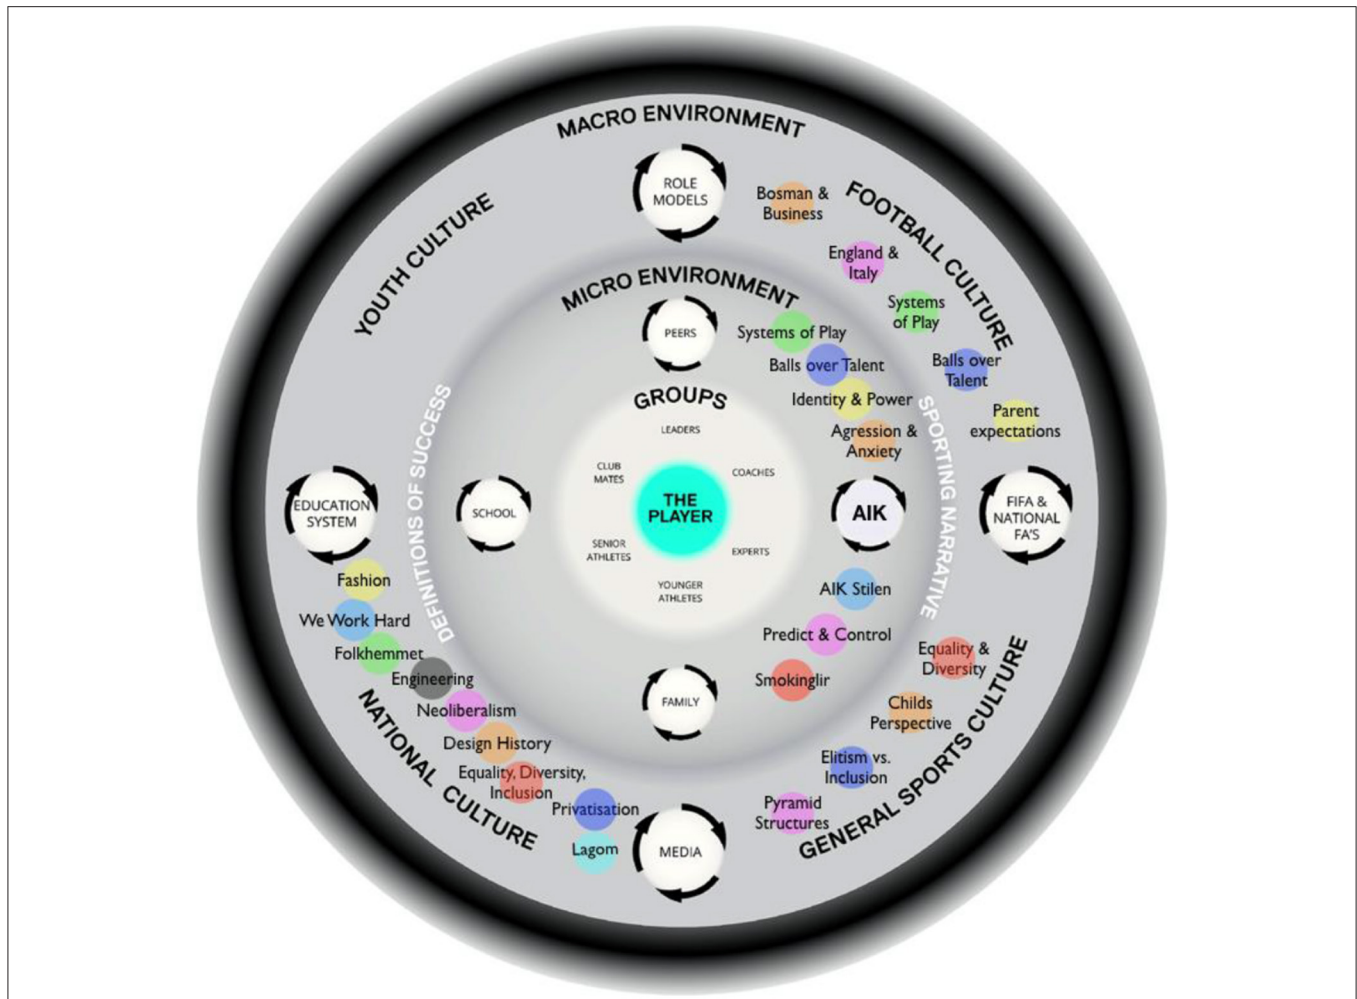 MACRO ENVIRONMENT
ROLE
MODELS
Bosman &
Business
FOOTBALL CULTURE
YOUTH CULTURE
England &
Italy
Systems
of Play
Balls over
Talent
Parent
expectations
MICRO ENVIRONMENT
PEERS
Systems of Play
Balls over Talent
Identity & Power
Agression &
Anxiety
GROUPS
LEADERS
CLUB
MATES
COACHES
THE
PLAYER
SENIOR
ATHLETES
EXPERTS
YOUNGER
ATHLETES
DEFINITIONS OF SUCCESS
SPORTING NARRATIVE
EDUCATION
SYSTEM
SCHOOL
AIK
FIFA &
NATIONAL
FA'S
Fashion
We Work Hard
Folkhemmet
Engineering
Neoliberalism
Design History
Equality, Diversity,
Inclusion
Privatisation
Lagom
NATIONAL CULTURE
AIK Stilen
Predict & Control
Smokinglir
FAMILY
MEDIA
Equality &
Diversity
Childs
Perspective
Elitism vs.
Inclusion
Pyramid
Structures
GENERAL SPORTS CULTURE